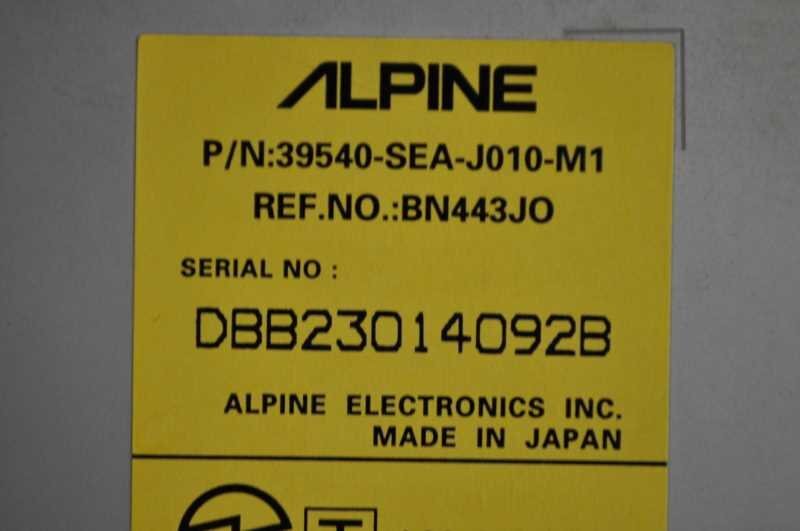 ALPINE
P/N:39540-SEA-J010-M1
REF.NO.:BN443JO
SERIAL NO :
DBB23014092B
ALPINE ELECTRONICS INC.
MADE IN JAPAN
T